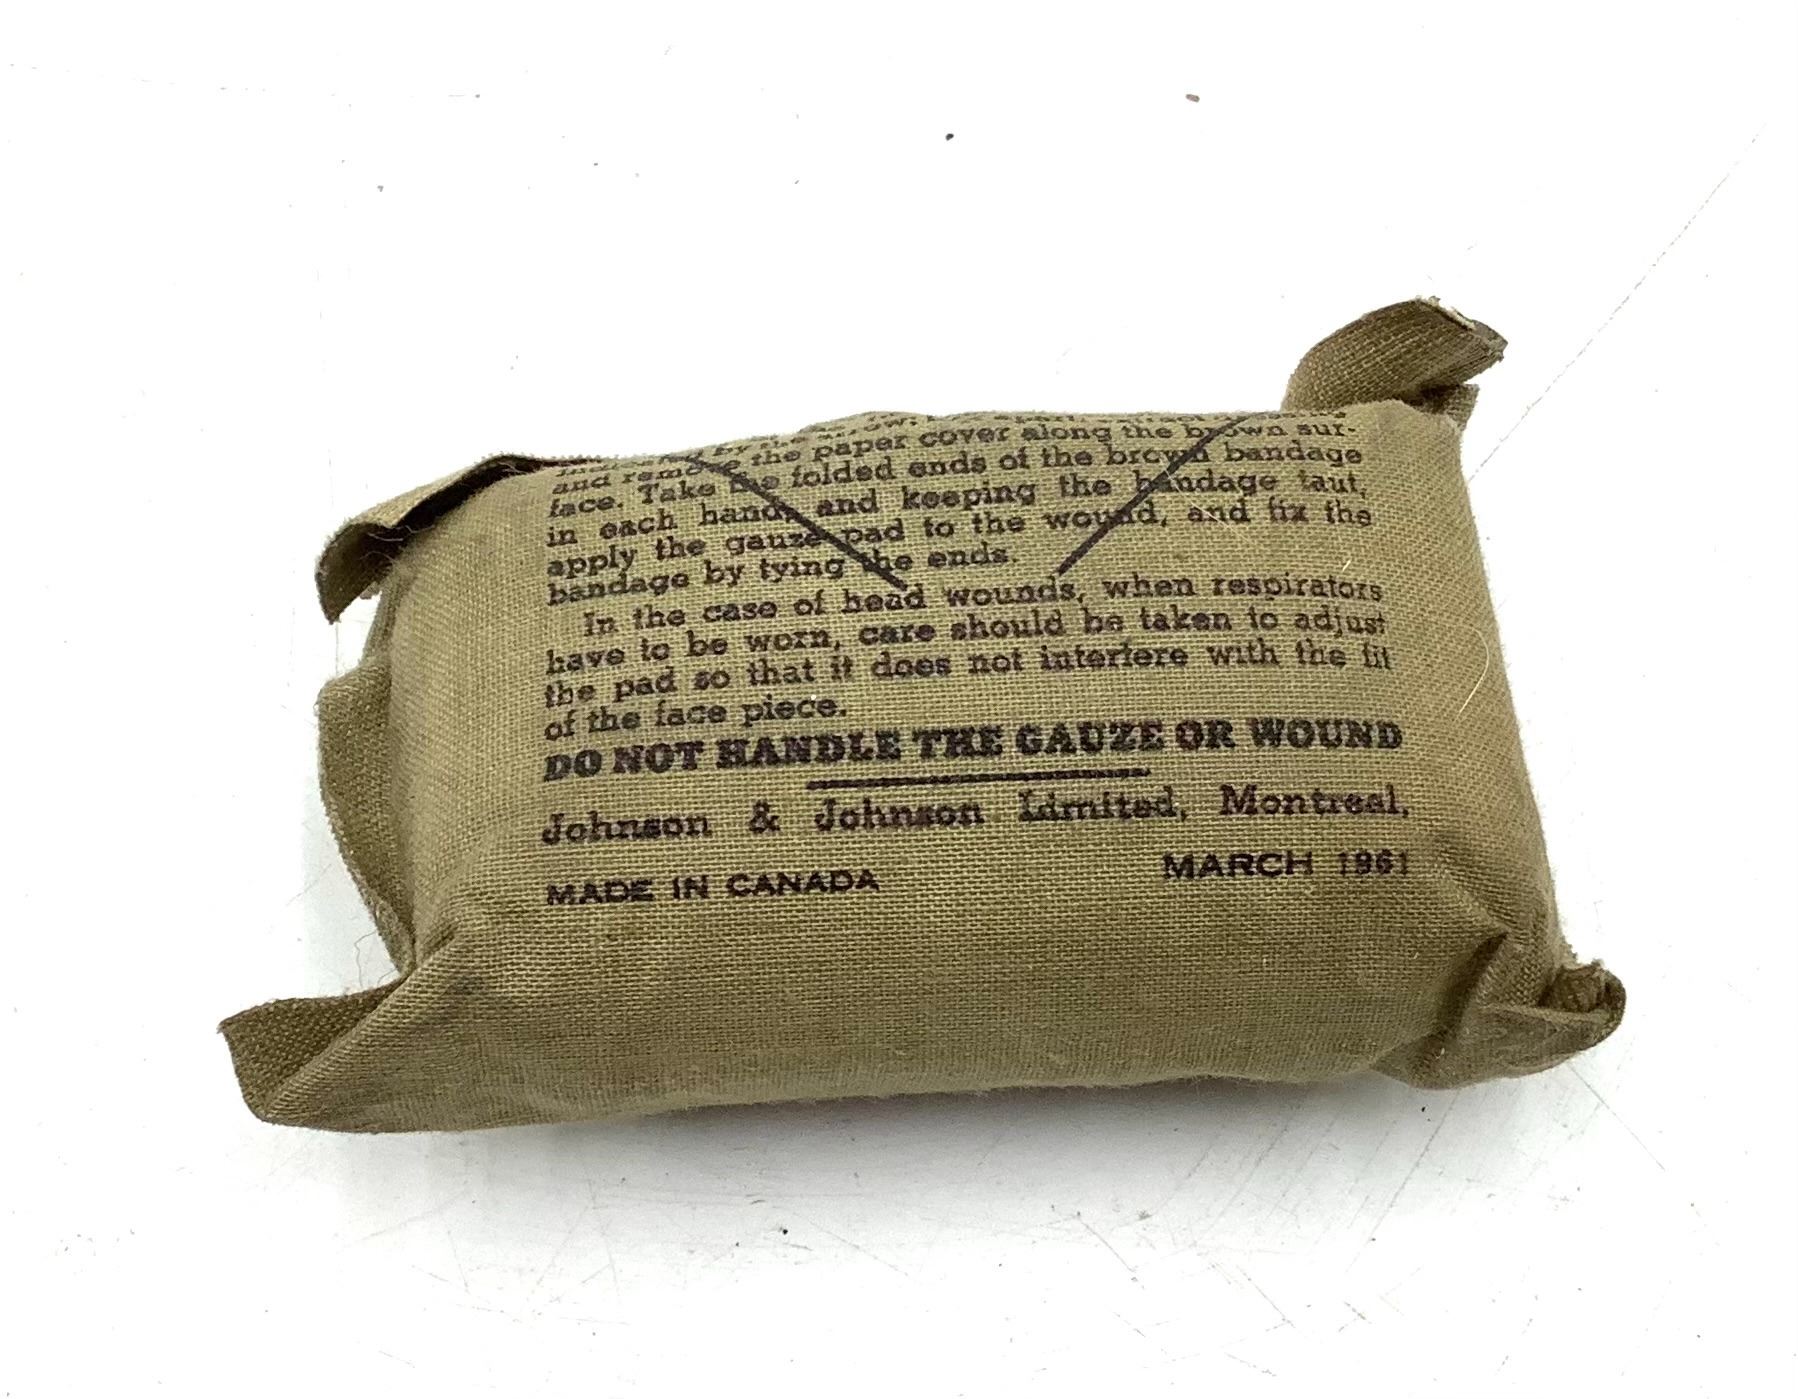 indicated by the arrow,
and remove the paper cover along the brown sur-
face. Take the folded ends of the brown bandage
in each hand, and keeping the bandage taut,
apply the gauze pad to the wound, and fix the
bandage by tying the ends.
In the case of head wounds, when respirators
have to be worn, care should be taken to adjust
the pad so that it does not interfere with the fit
of the face piece.
DO NOT HANDLE THE GAUZE OR WOUND
Johnson & Johnson Limited, Montreal,
MADE IN CANADA MARCH 1961